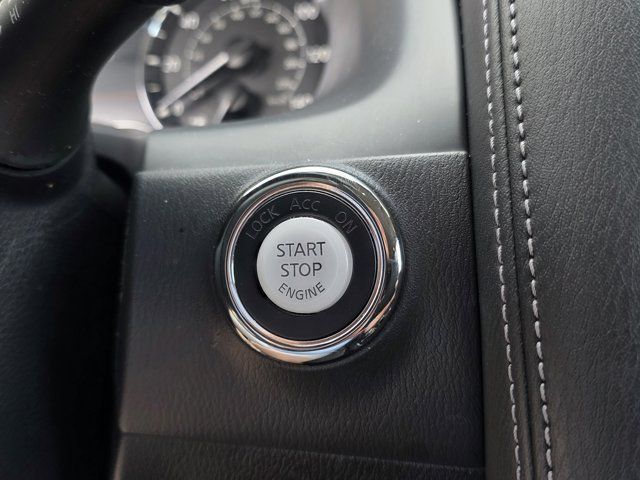 LOCK Acc ON
START
STOP
ENGINE